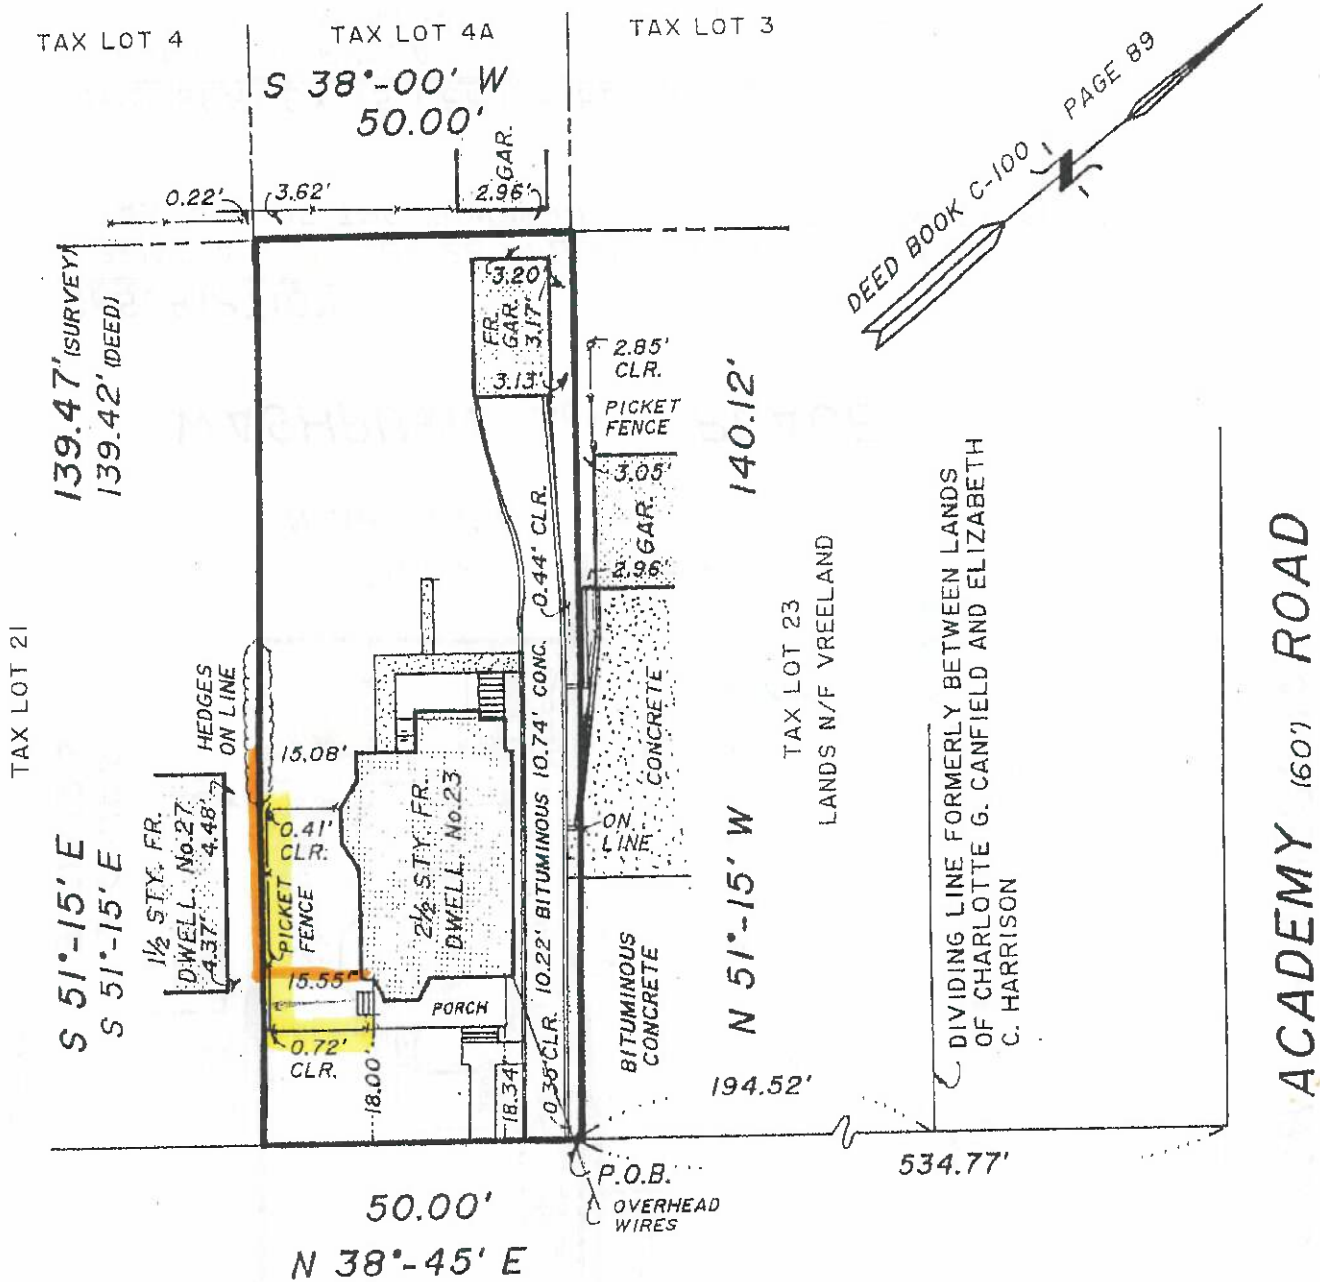 TAX LOT 4
TAX LOT 4A
TAX LOT 3
S 38°-00' W
50.00'
GAR.
0.22'
3.62'
2.96'
DEED BOOK C-100
PAGE 89
139.47' (SURVEY)
139.42' (DEED)
3.20'
FR.
GAR.
3.17'
3.13'
2.85'
CLR.
PICKET
FENCE
3.05'
GAR.
2.96'
140.12'
TAX LOT 21
HEDGES
ON LINE
15.08'
0.41'
CLR.
PICKET
FENCE
15.55'
0.72'
CLR.
1½ STY. FR.
DWELL. No.27
4.37'
4.48'
S 51°-15' E
S 51°-15' E
2½ STY. FR.
DWELL. No.23
PORCH
18.00'
18.34'
0.35' CLR.
10.22' BITUMINOUS 10.74' CONC.
0.44' CLR.
CONCRETE
ON
LINE
BITUMINOUS
CONCRETE
N 51°-15' W
TAX LOT 23
LANDS N/F VREELAND
DIVIDING LINE FORMERLY BETWEEN LANDS
OF CHARLOTTE G. CANFIELD AND ELIZABETH
C. HARRISON
ACADEMY (60') ROAD
194.52'
534.77'
P.O.B.
OVERHEAD
WIRES
50.00'
N 38°-45' E